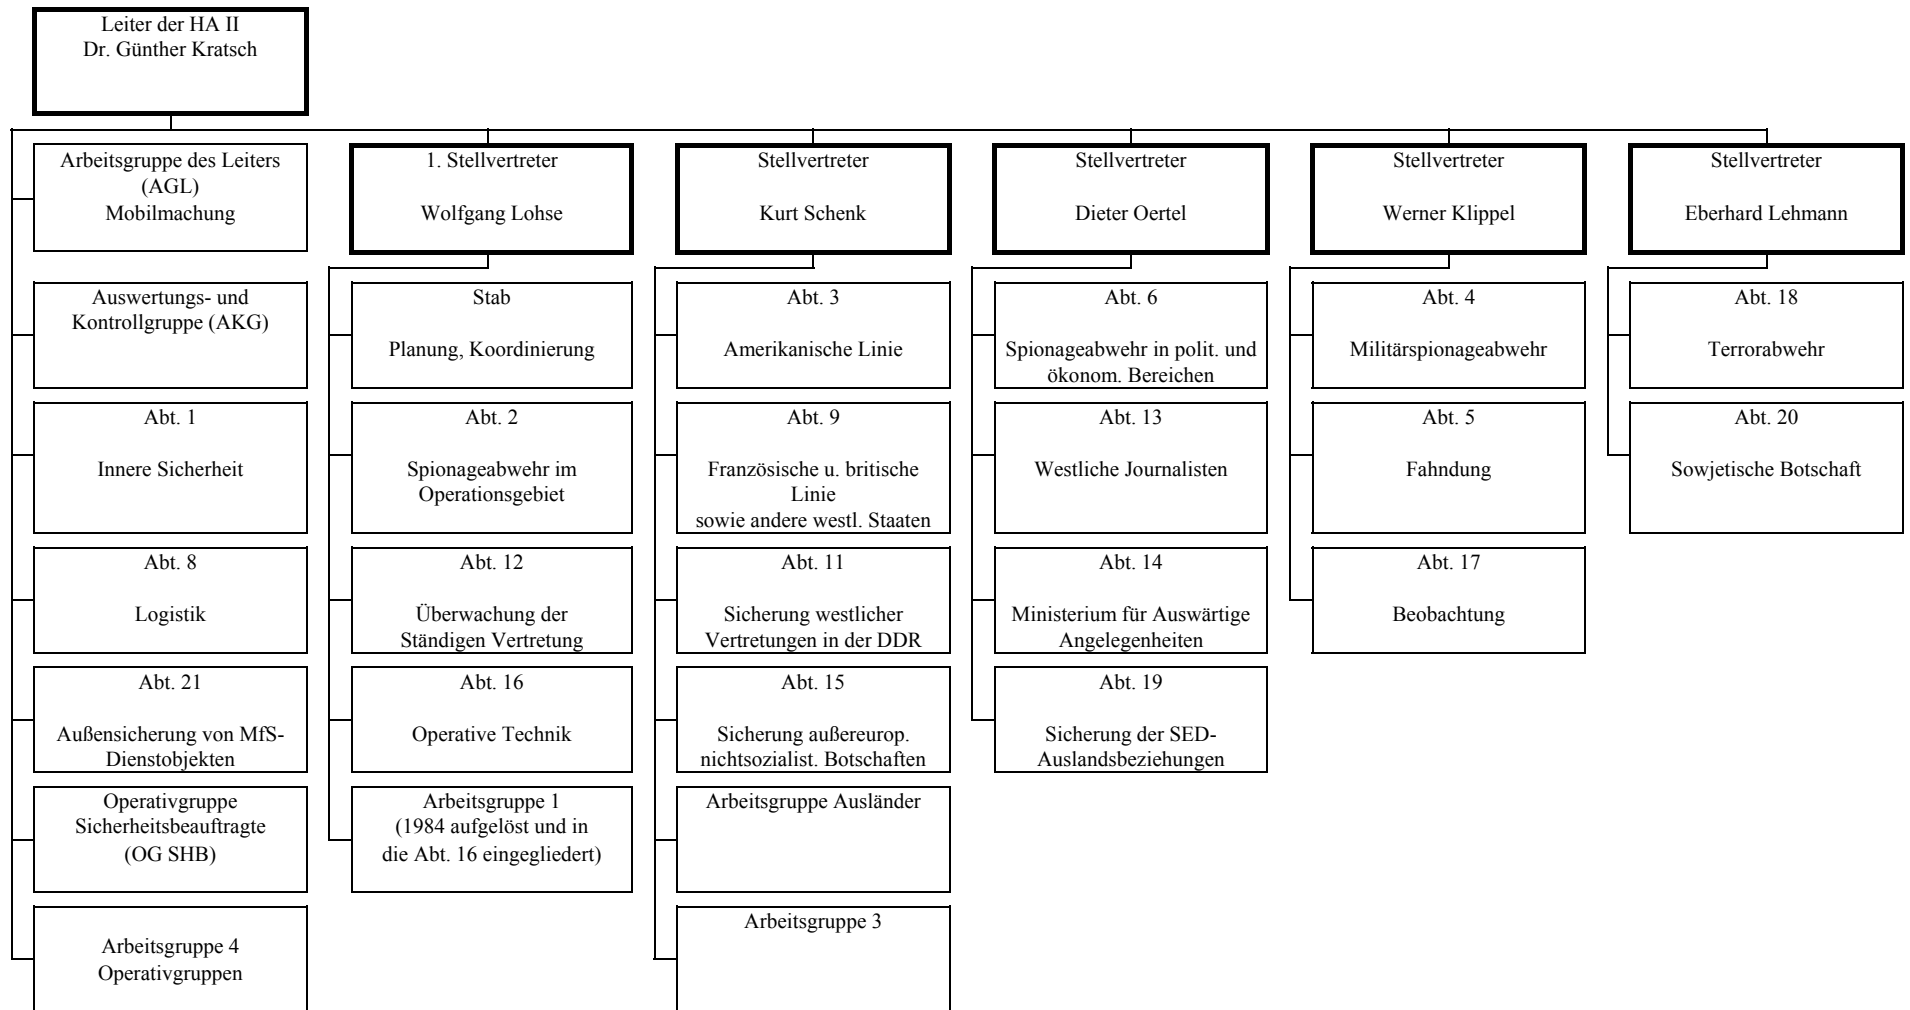 Leiter der HA II
Dr. Günther Kratsch
Arbeitsgruppe des Leiters
(AGL)
Mobilmachung
1. Stellvertreter
Wolfgang Lohse
Stellvertreter
Kurt Schenk
Stellvertreter
Dieter Oertel
Stellvertreter
Werner Klippel
Stellvertreter
Eberhard Lehmann
Auswertungs- und
Kontrollgruppe (AKG)
Stab
Planung, Koordinierung
Abt. 3
Amerikanische Linie
Abt. 6
Spionageabwehr in polit. und
ökonom. Bereichen
Abt. 4
Militärspionageabwehr
Abt. 18
Terrorabwehr
Abt. 1
Innere Sicherheit
Abt. 2
Spionageabwehr im
Operationsgebiet
Abt. 9
Französische u. britische
Linie
sowie andere westl. Staaten
Abt. 13
Westliche Journalisten
Abt. 5
Fahndung
Abt. 20
Sowjetische Botschaft
Abt. 8
Logistik
Abt. 12
Überwachung der
Ständigen Vertretung
Abt. 11
Sicherung westlicher
Vertretungen in der DDR
Abt. 14
Ministerium für Auswärtige
Angelegenheiten
Abt. 17
Beobachtung
Abt. 21
Außensicherung von MfS-
Dienstobjekten
Abt. 16
Operative Technik
Abt. 15
Sicherung außereurop.
nichtsozialist. Botschaften
Abt. 19
Sicherung der SED-
Auslandsbeziehungen
Operativgruppe
Sicherheitsbeauftragte
(OG SHB)
Arbeitsgruppe 1
(1984 aufgelöst und in
die Abt. 16 eingegliedert)
Arbeitsgruppe Ausländer
Arbeitsgruppe 4
Operativgruppen
Arbeitsgruppe 3